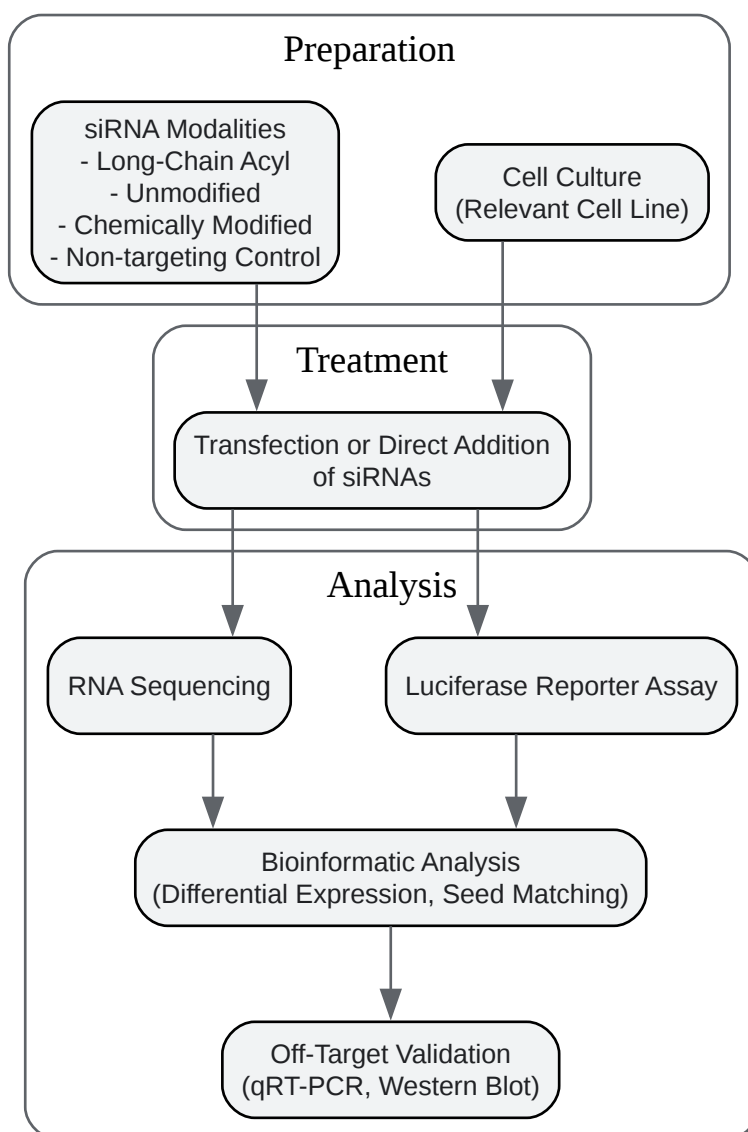 Preparation
siRNA Modalities
- Long-Chain Acyl
- Unmodified
- Chemically Modified
- Non-targeting Control
Cell Culture
(Relevant Cell Line)
Treatment
Transfection or Direct Addition
of siRNAs
Analysis
RNA Sequencing
Luciferase Reporter Assay
Bioinformatic Analysis
(Differential Expression, Seed Matching)
Off-Target Validation
(qRT-PCR, Western Blot)